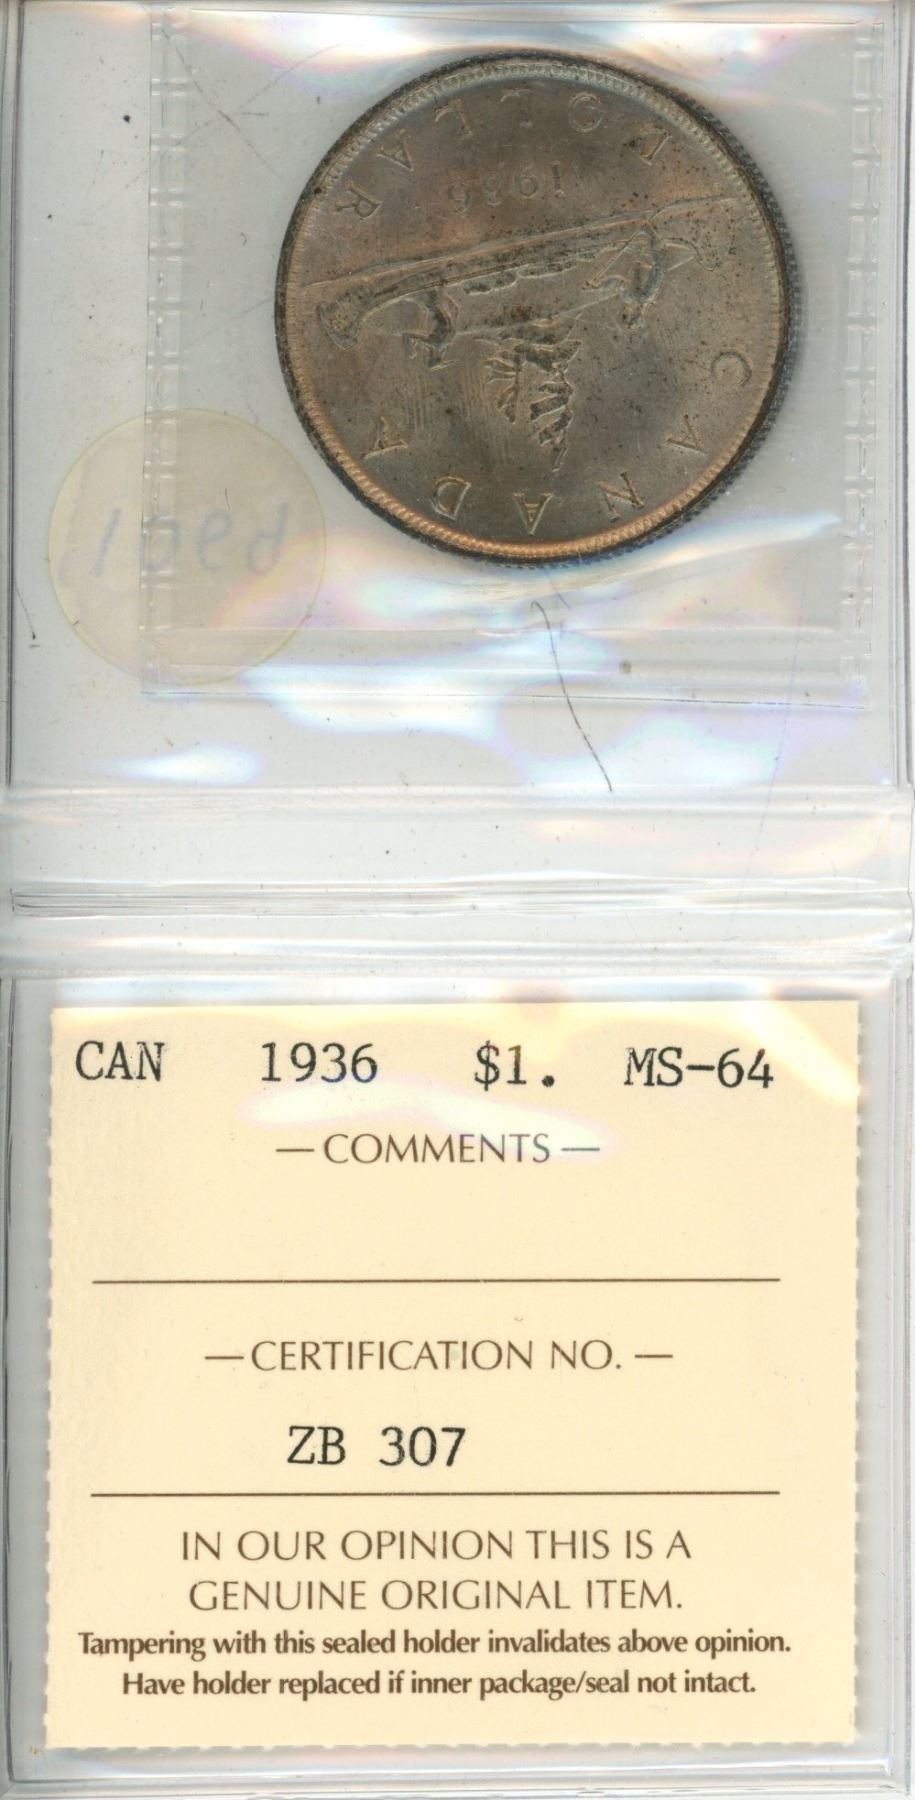 CANADA
1936
DOLLAR
CAN 1936 $1. MS-64
— COMMENTS —
— CERTIFICATION NO. —
ZB 307
IN OUR OPINION THIS IS A
GENUINE ORIGINAL ITEM.
Tampering with this sealed holder invalidates above opinion.
Have holder replaced if inner package/seal not intact.